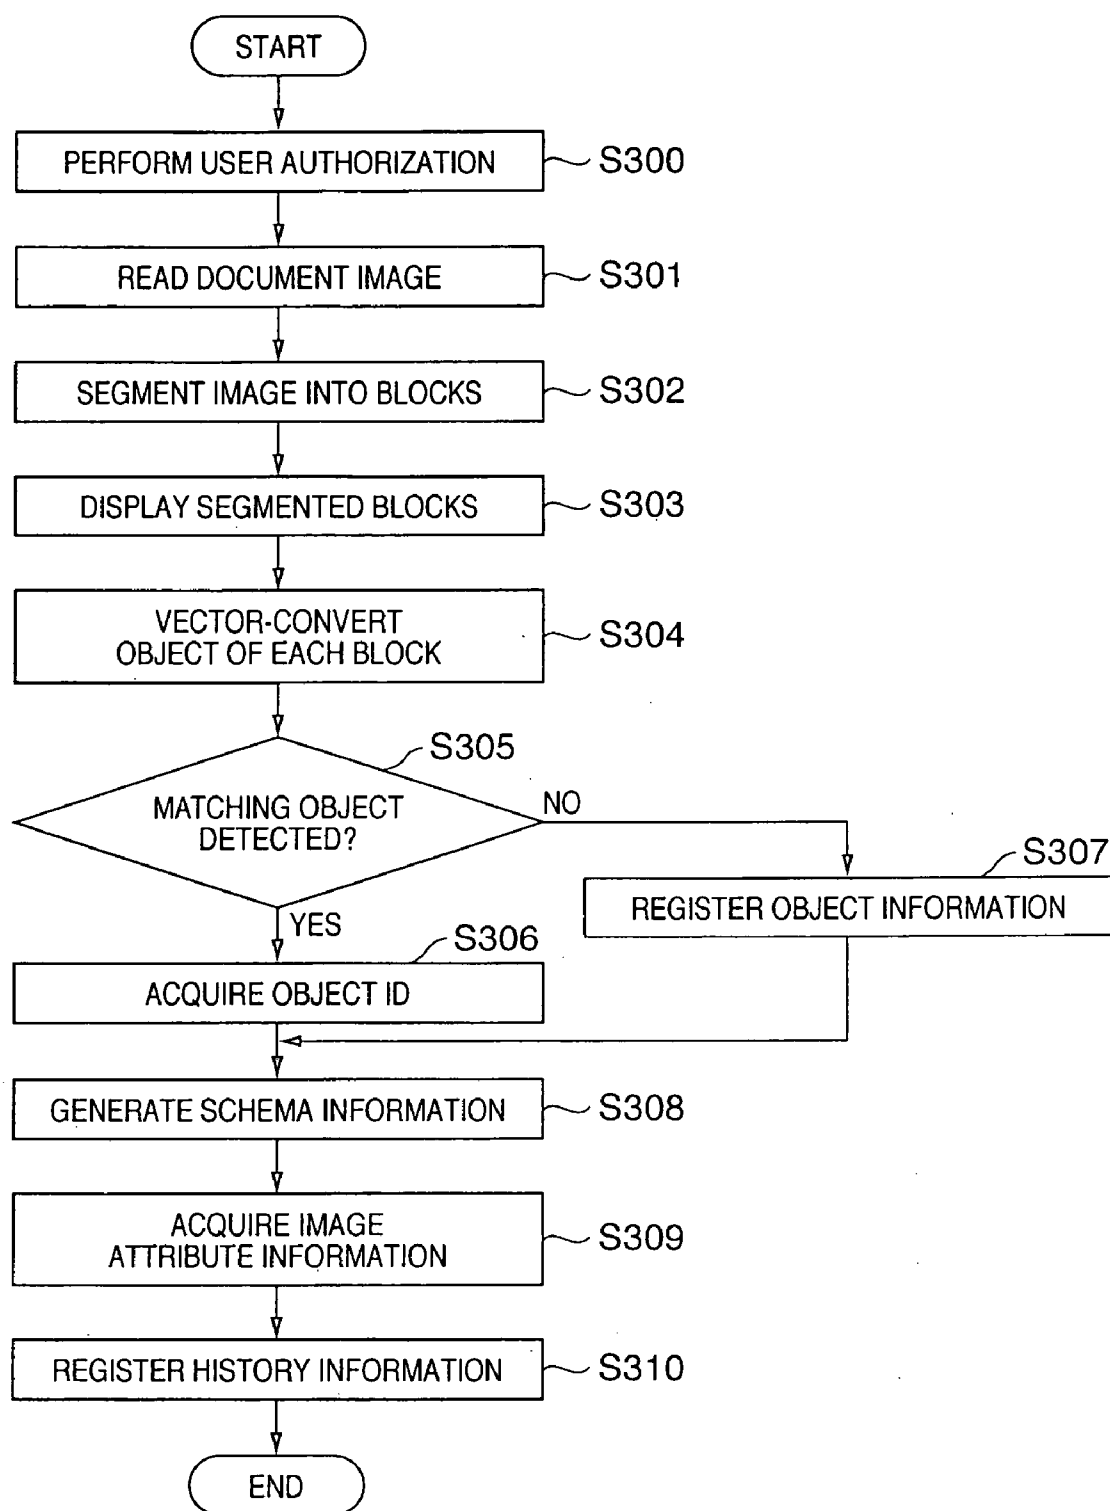 START
PERFORM USER AUTHORIZATION
S300
READ DOCUMENT IMAGE
S301
SEGMENT IMAGE INTO BLOCKS
S302
DISPLAY SEGMENTED BLOCKS
S303
VECTOR-CONVERT
OBJECT OF EACH BLOCK
S304
S305
MATCHING OBJECT
DETECTED?
NO
YES
S307
REGISTER OBJECT INFORMATION
S306
ACQUIRE OBJECT ID
GENERATE SCHEMA INFORMATION
S308
ACQUIRE IMAGE
ATTRIBUTE INFORMATION
S309
REGISTER HISTORY INFORMATION
S310
END